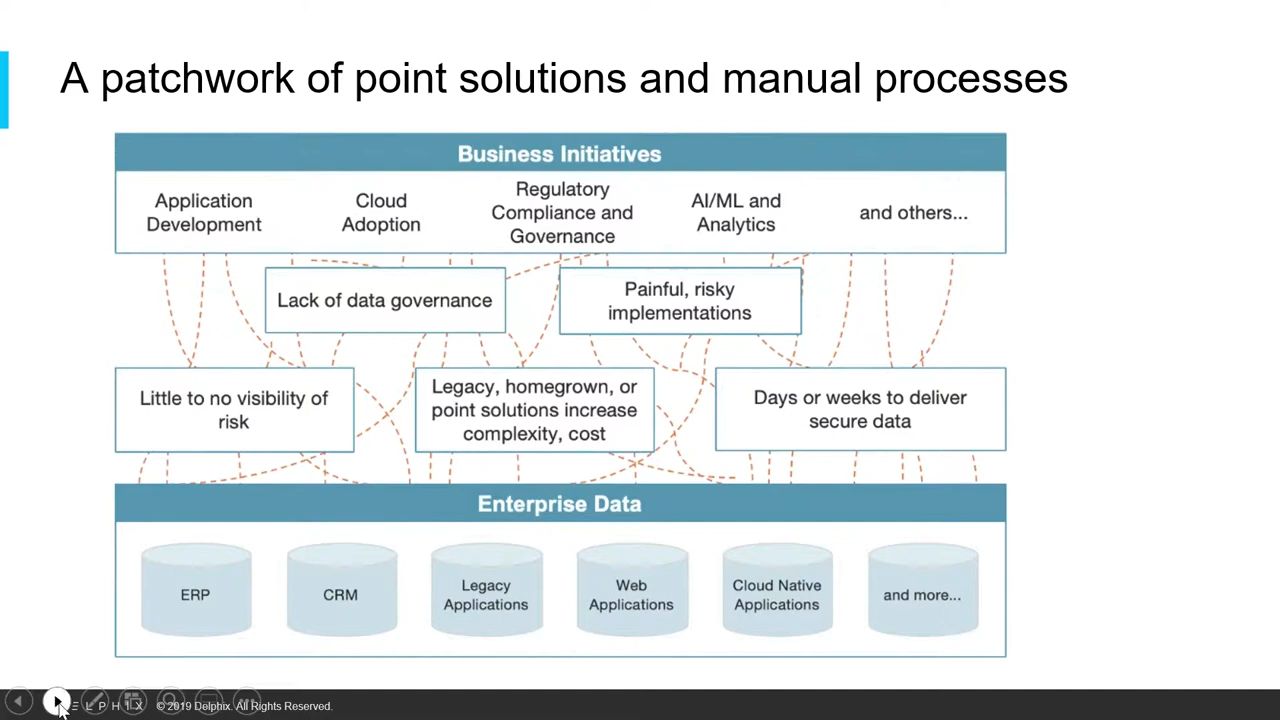 A patchwork of point solutions and manual processes
Business Initiatives
Application
Development
Cloud
Adoption
Regulatory
Compliance and
Governance
AI/ML and
Analytics
and others...
Lack of data governance
Painful, risky
implementations
Little to no visibility of
risk
Legacy, homegrown, or
point solutions increase
complexity, cost
Days or weeks to deliver
secure data
Enterprise Data
ERP
CRM
Legacy
Applications
Web
Applications
Cloud Native
Applications
and more...
© 2019 Delphix. All Rights Reserved.